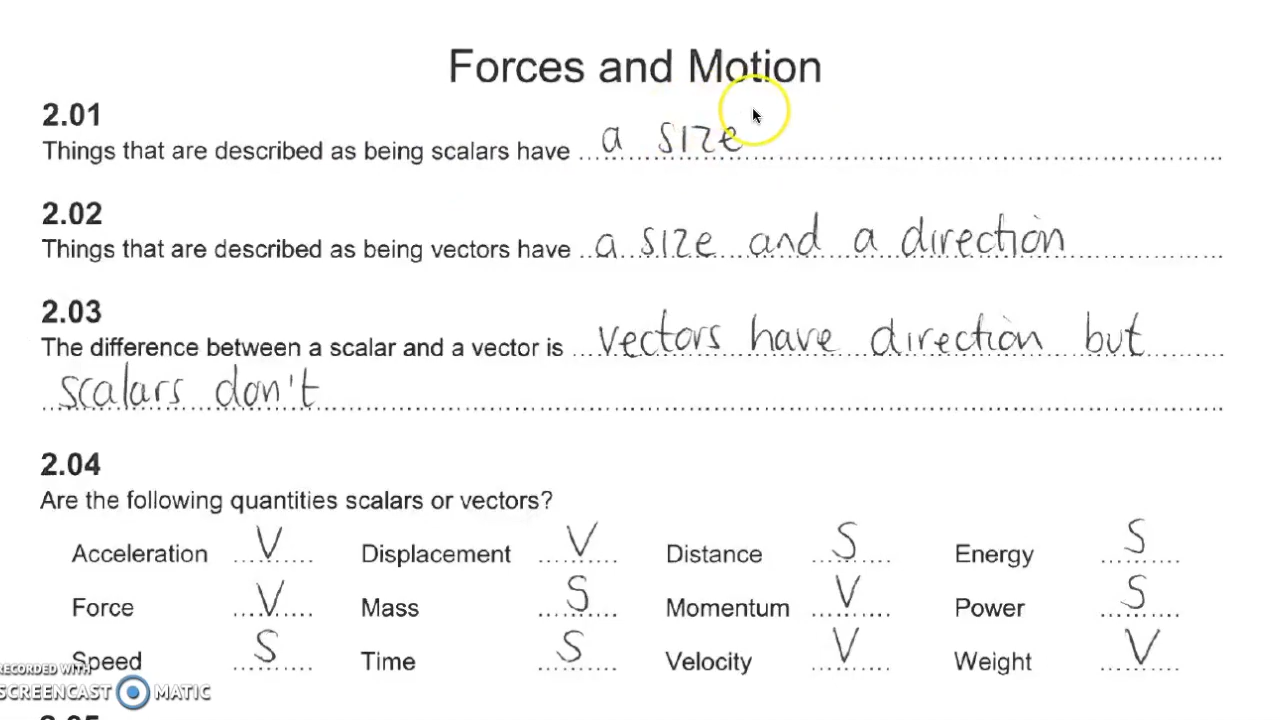 Forces and Motion
2.01
Things that are described as being scalars have a size
2.02
Things that are described as being vectors have a size and a direction
2.03
The difference between a scalar and a vector is vectors have direction but
scalars don't
2.04
Are the following quantities scalars or vectors?
Acceleration V Displacement V Distance S Energy S
Force V Mass S Momentum V Power S
Speed S Time S Velocity V Weight V
RECORDED WITH
SCREENCAST MATIC
2.05